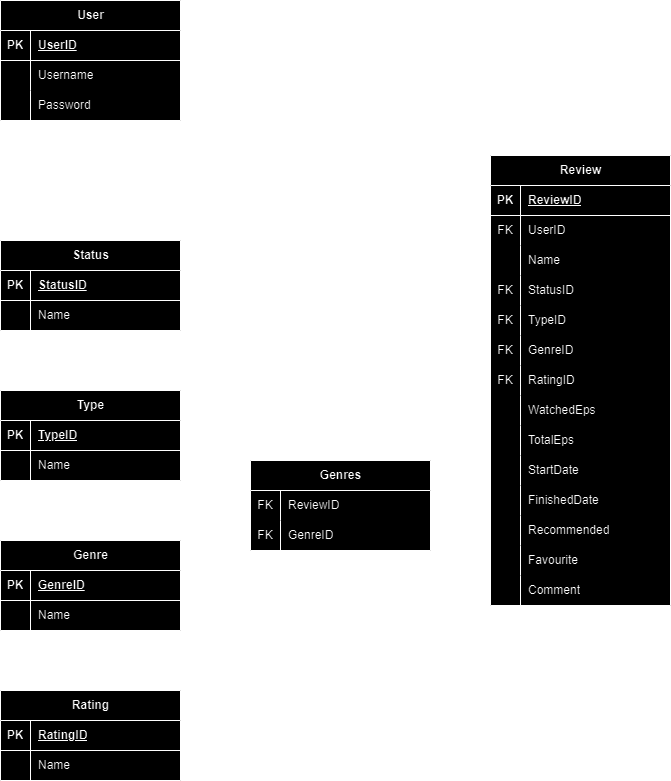 User
PK UserID
Username
Password
Status
PK StatusID
Name
Type
PK TypeID
Name
Genre
PK GenreID
Name
Rating
PK RatingID
Name
Genres
FK ReviewID
FK GenreID
Review
PK ReviewID
FK UserID
Name
FK StatusID
FK TypeID
FK GenreID
FK RatingID
WatchedEps
TotalEps
StartDate
FinishedDate
Recommended
Favourite
Comment